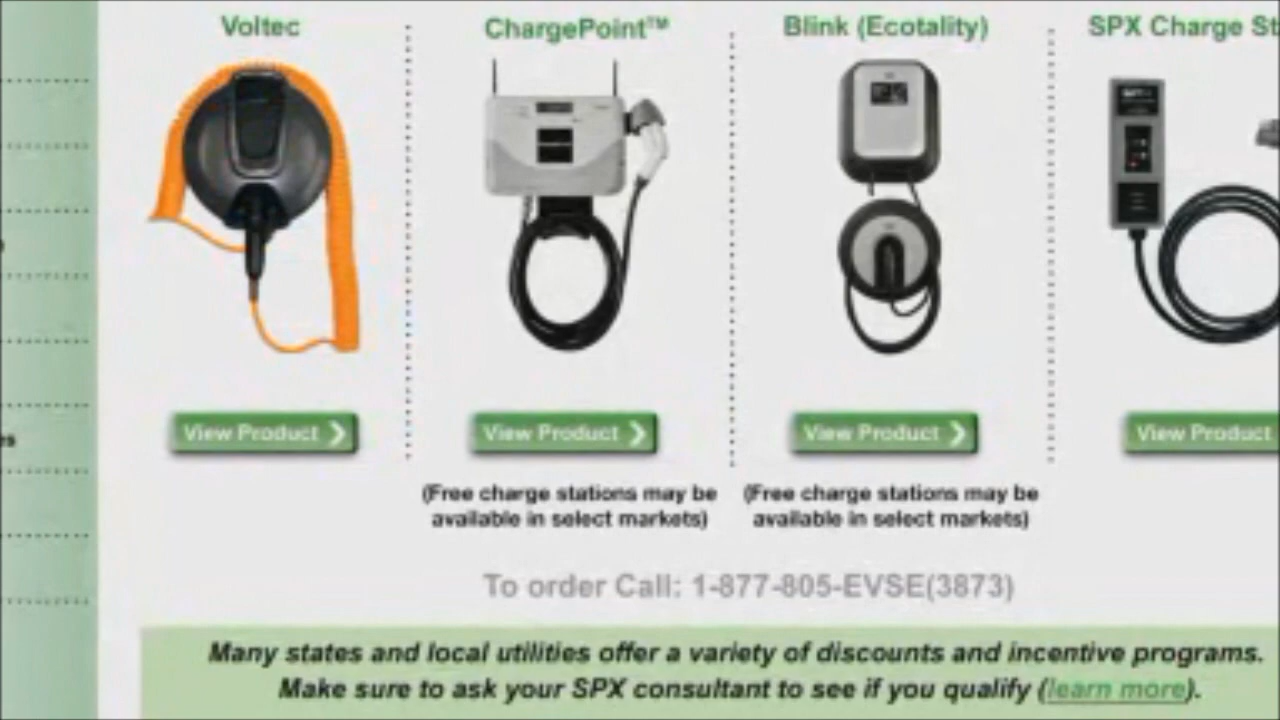 Voltec
ChargePoint™
Blink (Ecotality)
SPX Charge St
View Product
View Product
View Product
View Product
(Free charge stations may be
available in select markets)
(Free charge stations may be
available in select markets)
To order Call: 1-877-805-EVSE(3873)
Many states and local utilities offer a variety of discounts and incentive programs.
Make sure to ask your SPX consultant to see if you qualify (learn more).